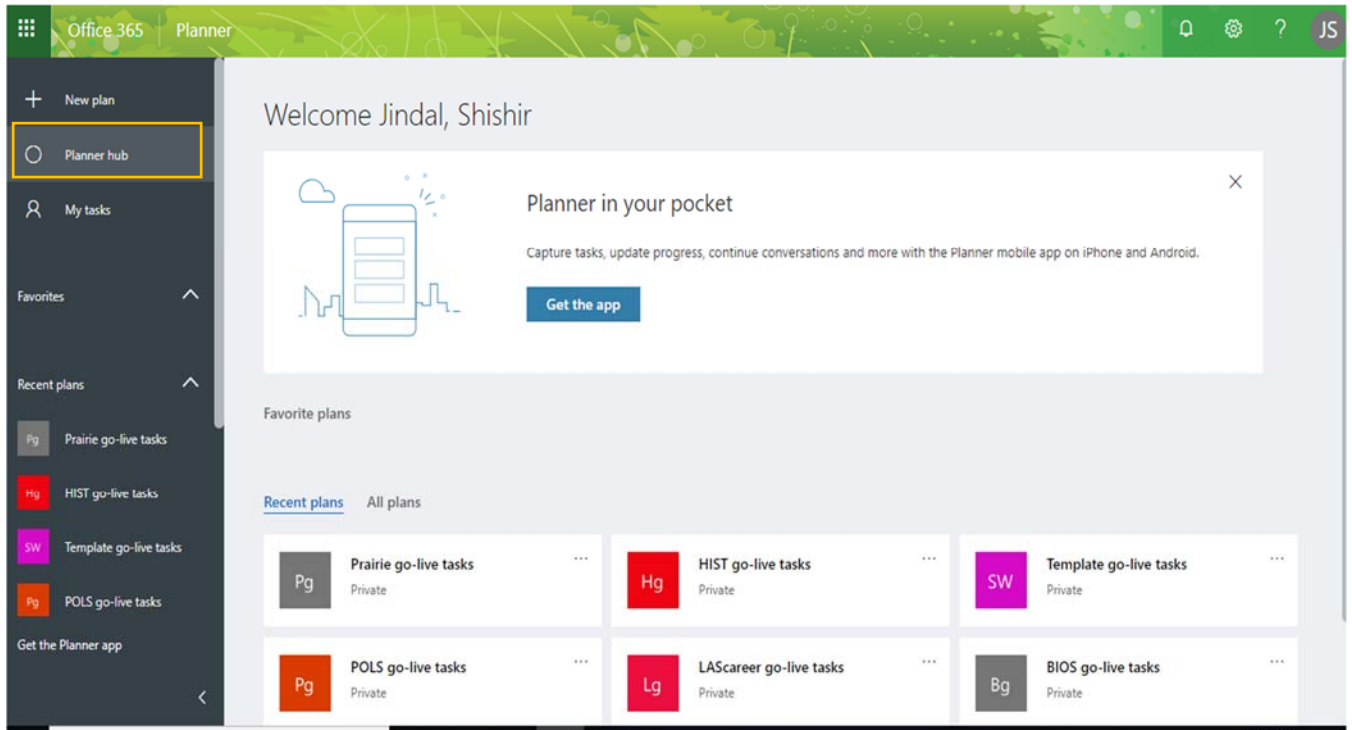 Office 365 Planner
? JS
New plan
Planner hub
My tasks
Favorites
Recent plans
Pg Prairie go-live tasks
Hg HIST go-live tasks
SW Template go-live tasks
Pg POLS go-live tasks
Get the Planner app
Welcome Jindal, Shishir
Planner in your pocket
Capture tasks, update progress, continue conversations and more with the Planner mobile app on iPhone and Android.
Get the app
Favorite plans
Recent plans All plans
Pg Prairie go-live tasks ...
Private
Hg HIST go-live tasks ...
Private
SW Template go-live tasks ...
Private
Pg POLS go-live tasks ...
Private
Lg LAScareer go-live tasks ...
Private
Bg BIOS go-live tasks ...
Private